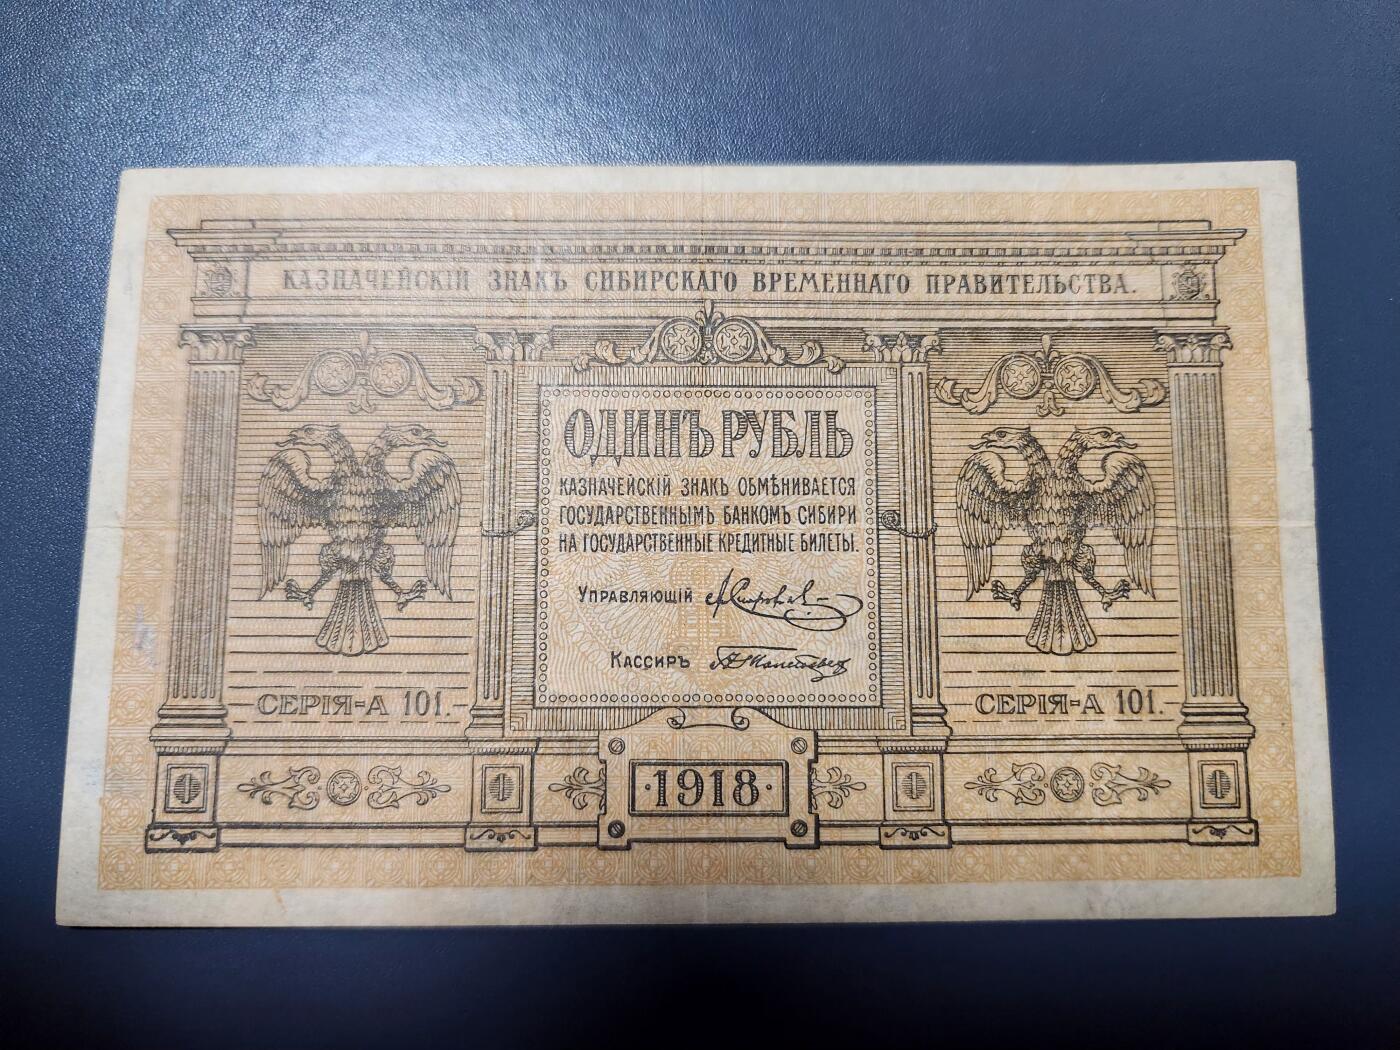 КАЗНАЧЕЙСКІЙ ЗНАКЪ СИБИРСКАГО ВРЕМЕННАГО ПРАВИТЕЛЬСТВА.
ОДИНЪ РУБЛЬ
КАЗНАЧЕЙСКІЙ ЗНАКЪ ОБМѢНИВАЕТСЯ
ГОСУДАРСТВЕННЫМЪ БАНКОМЪ СИБИРИ
НА ГОСУДАРСТВЕННЫЕ КРЕДИТНЫЕ БИЛЕТЫ.
УПРАВЛЯЮЩІЙ
КАССИРЪ
СЕРІЯ-А 101.
СЕРІЯ-А 101.
·1918·